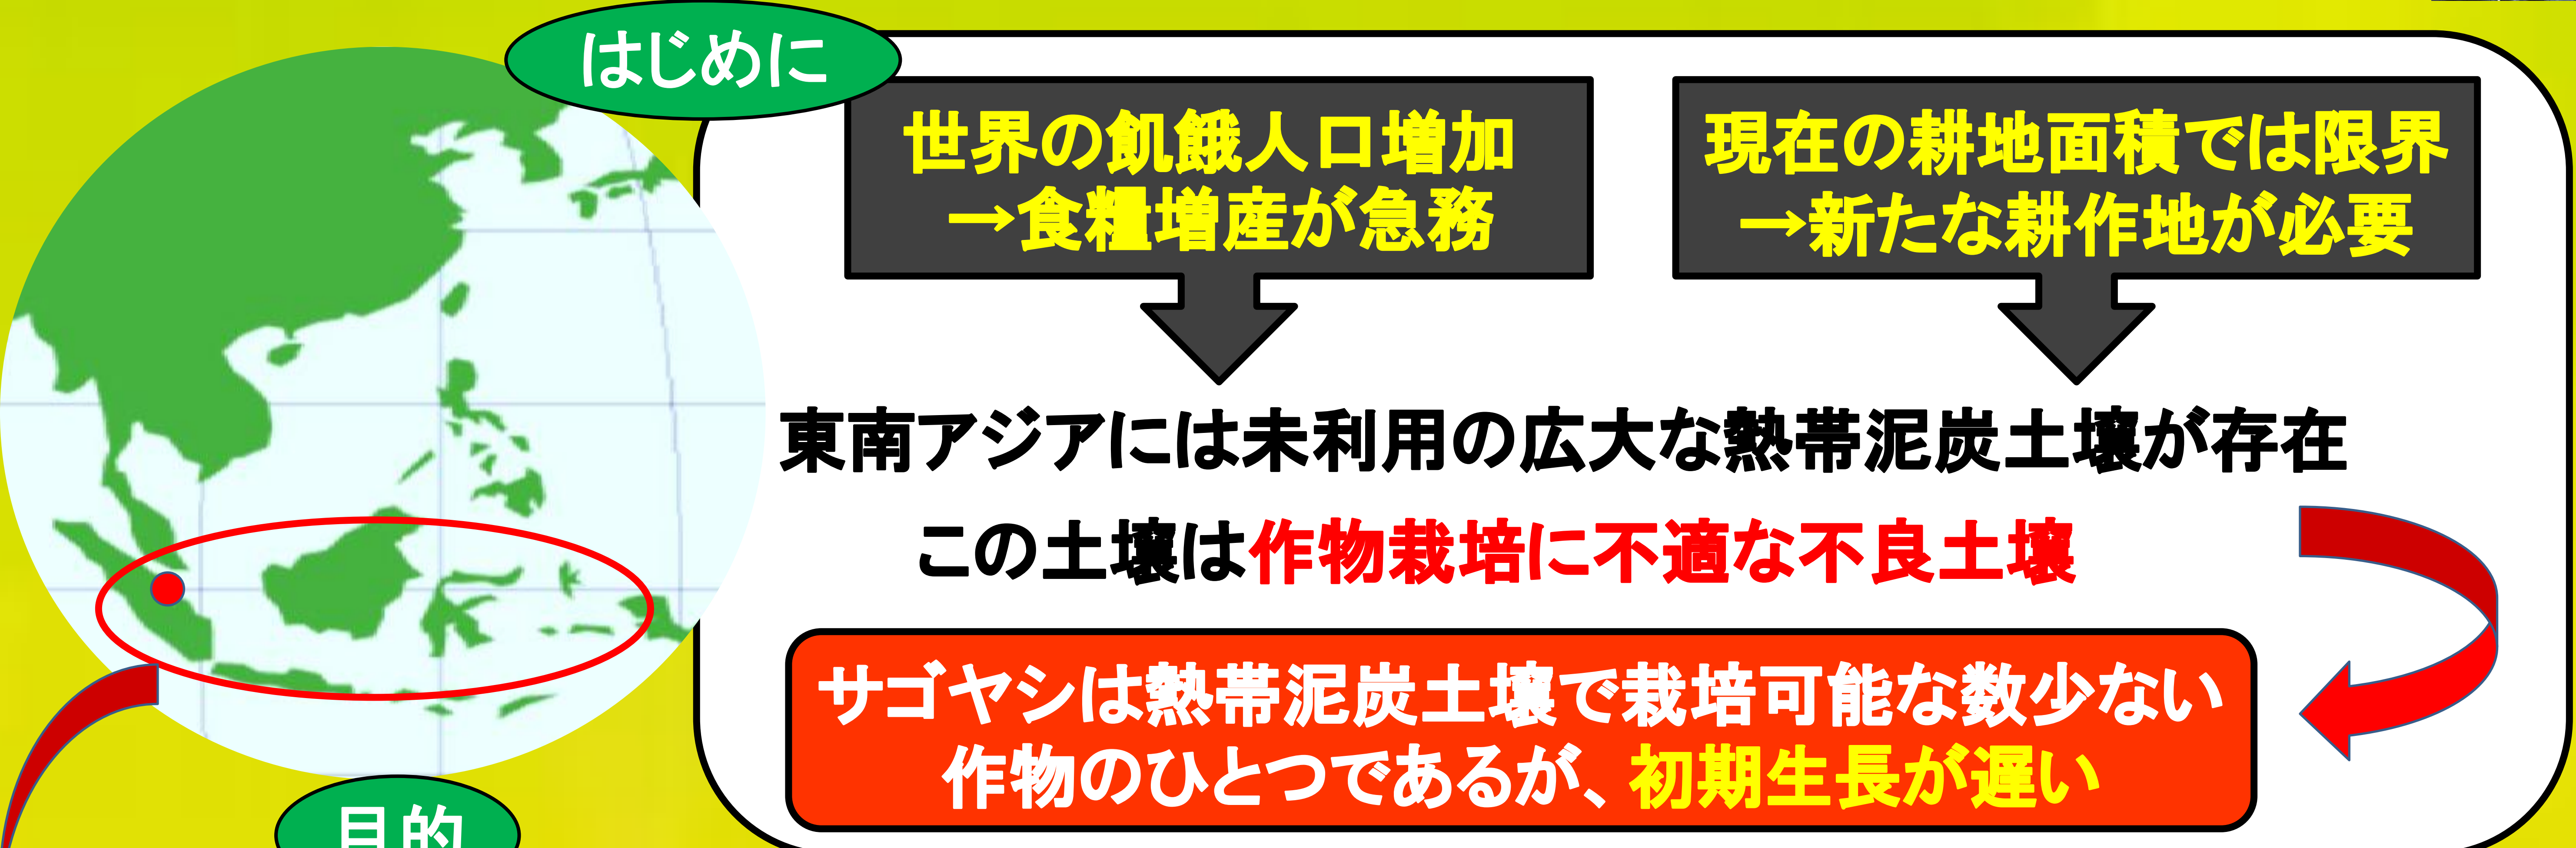 はじめに
世界の飢餓人口増加
→食糧増産が急務
現在の耕地面積では限界
→新たな耕作地が必要
東南アジアには未利用の広大な熱帯泥炭土壌が存在
この土壌は作物栽培に不適な不良土壌
サゴヤシは熱帯泥炭土壌で栽培可能な数少ない
作物のひとつであるが、初期生長が遅い
目的